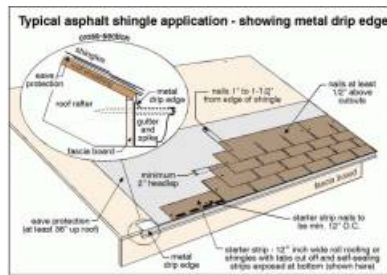 Typical asphalt shingle application - showing metal drip edge
cross-section
shingles
eave
protection
roof rafter
metal
drip edge
gutter
and
spike
fascia board
nails 1" to 1-1/2"
from edge of shingle
nails at least
1/2" above
cutouts
minimum
2" headlap
fascia board
eave protection
(at least 36" up roof)
starter strip nails to
be min. 12" O.C.
metal
drip edge
starter strip - 12" inch wide roll roofing or
shingles with tabs cut off and self-sealing
strips exposed at bottom (shown here)